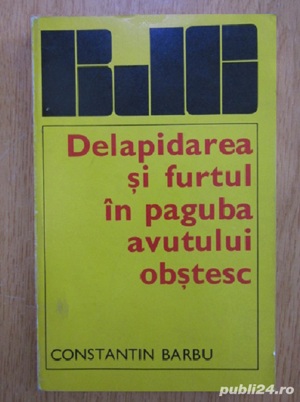 BJC
Delapidarea
și furtul
în paguba
avutului
obștesc
CONSTANTIN BARBU
publi24.ro